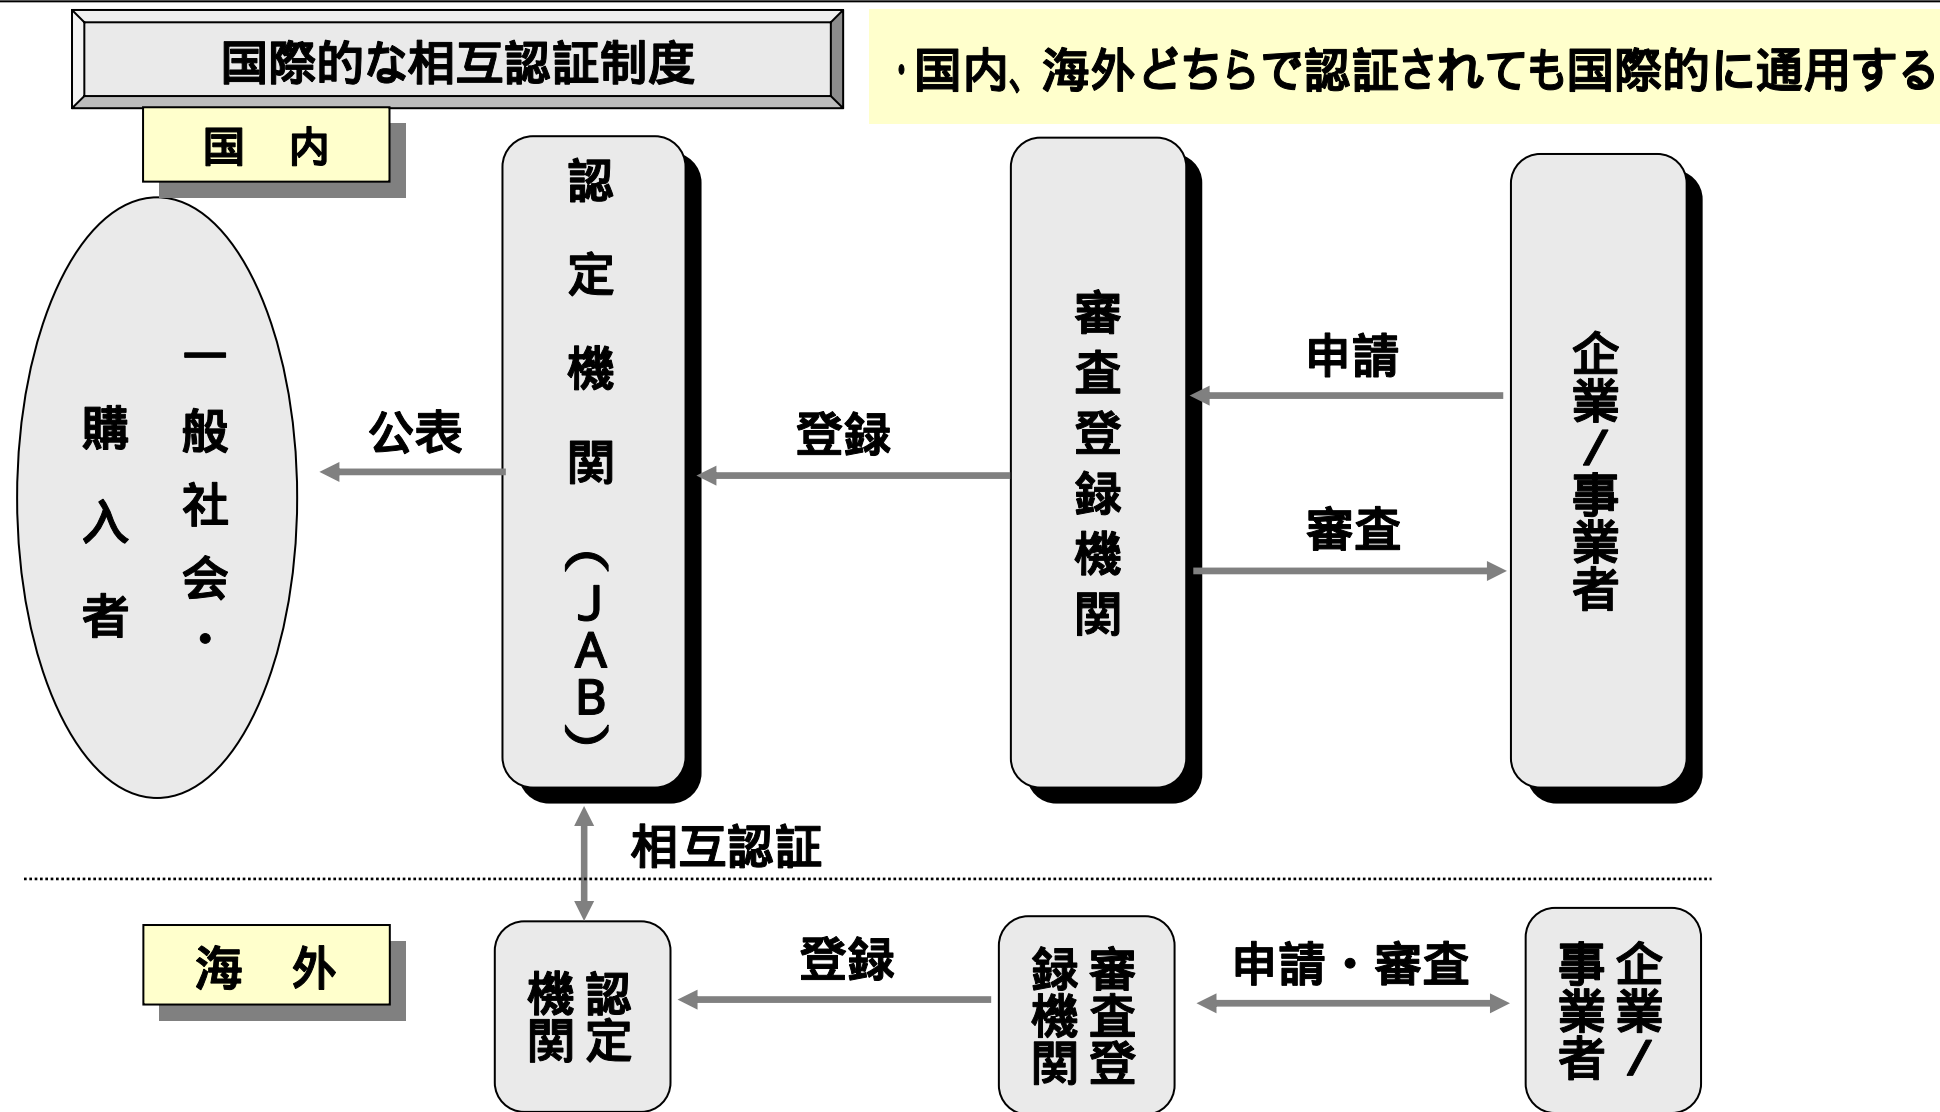 国際的な相互認証制度
・国内、海外どちらで認証されても国際的に通用する
国　内
一般社会・
購入者
公表
認定機関（JAB）
登録
審査登録機関
申請
審査
企業/事業者
相互認証
海　外
認定
機関
登録
審査登
録機関
申請・審査
企業/
事業者